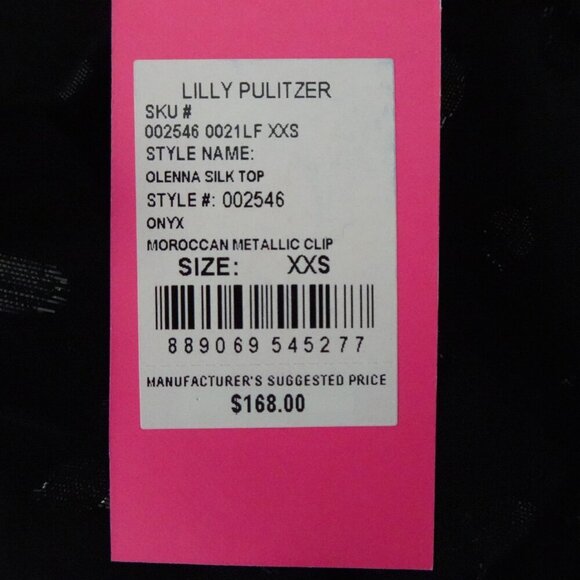 LILLY PULITZER
SKU #
002546 0021LF XXS
STYLE NAME:
OLENNA SILK TOP
STYLE #: 002546
ONYX
MOROCCAN METALLIC CLIP
SIZE: XXS
889069 545277
MANUFACTURER'S SUGGESTED PRICE
$168.00